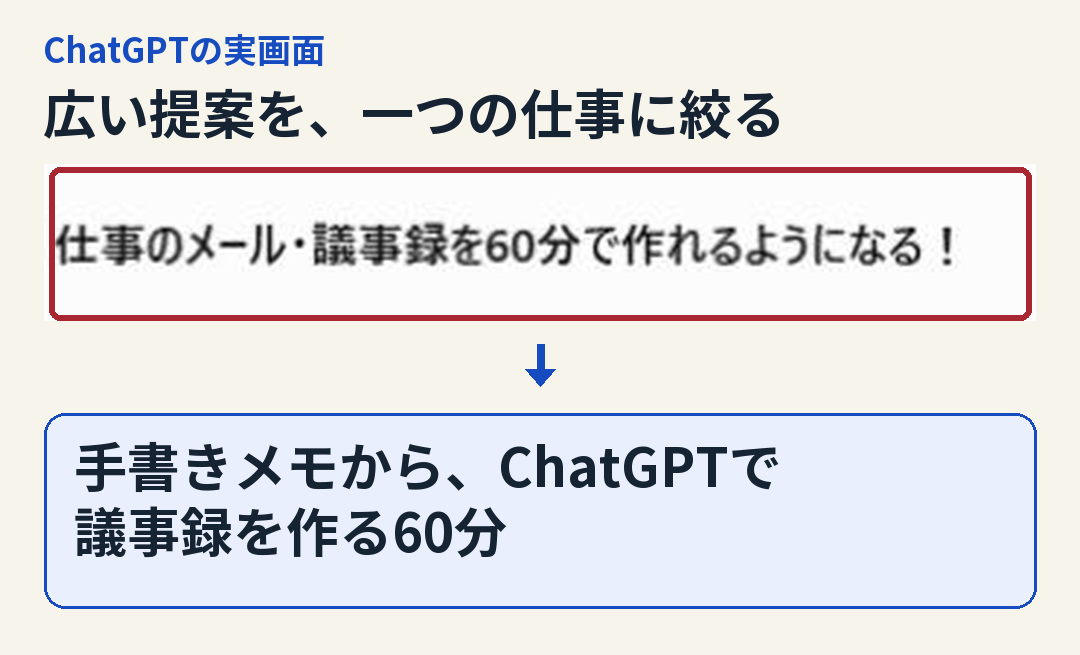 ChatGPTの実画面
広い提案を、一つの仕事に絞る
仕事のメール・議事録を60分で作れるようになる！
手書きメモから、ChatGPTで
議事録を作る60分